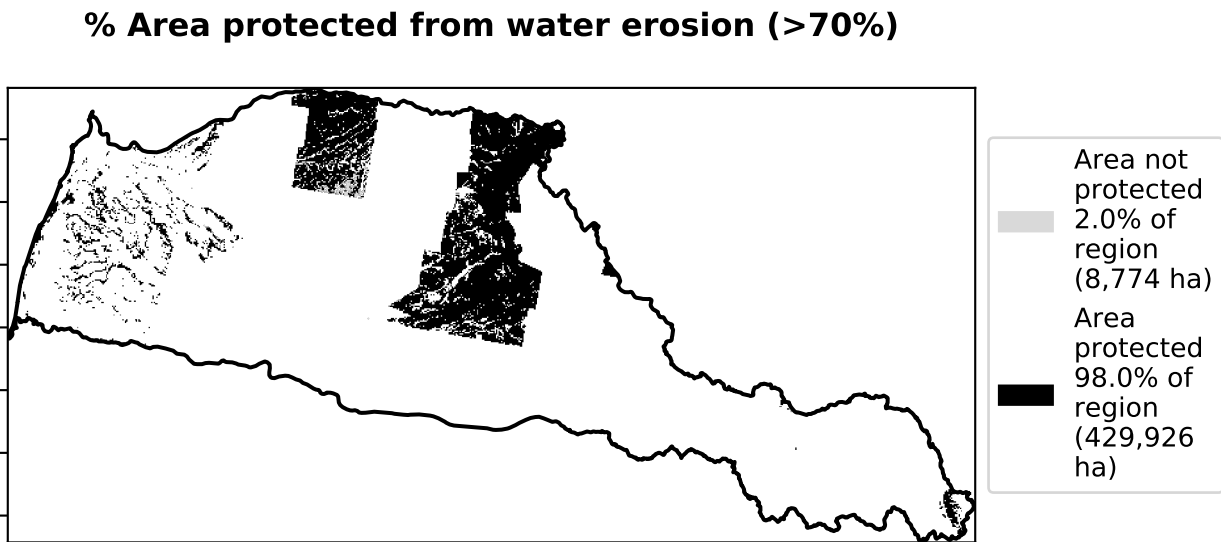 % Area protected from water erosion (>70%)
Area not
protected
2.0% of
region
(8,774 ha)
Area
protected
98.0% of
region
(429,926
ha)